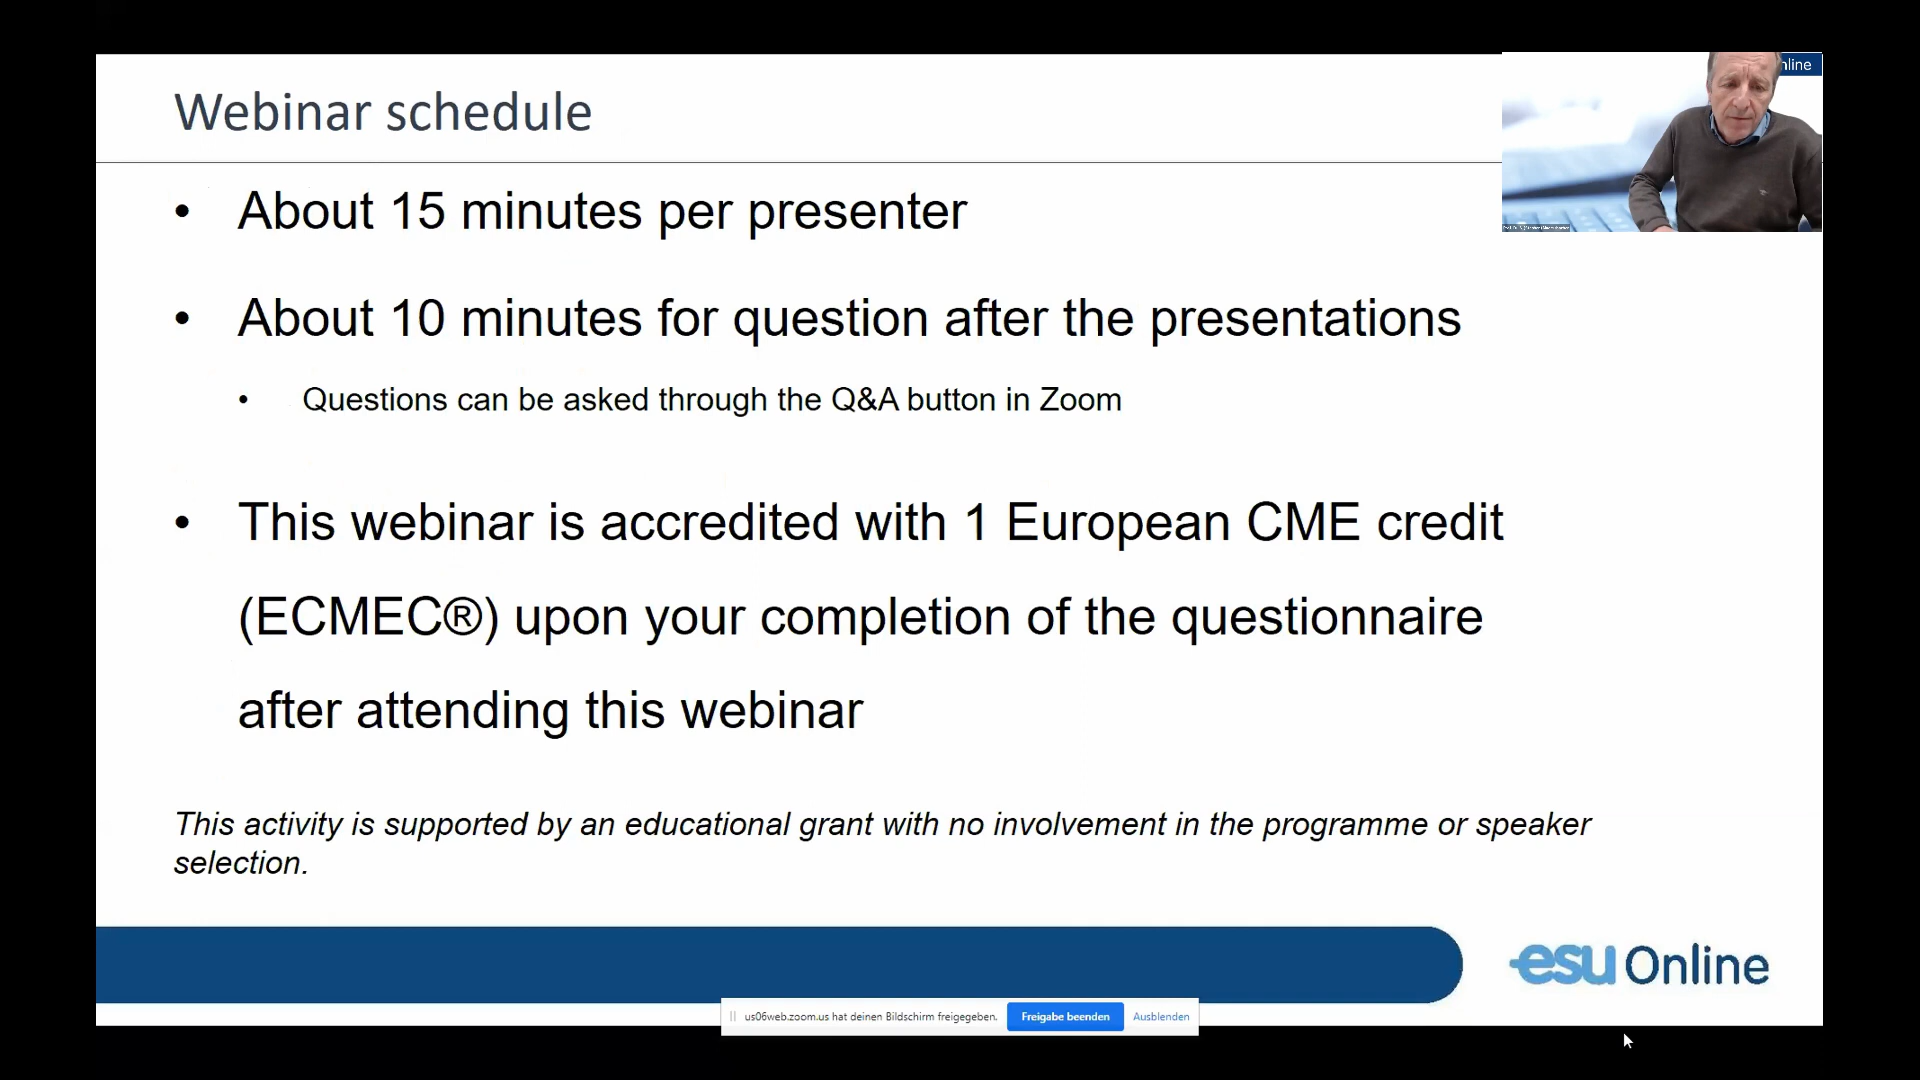 Webinar schedule
nline
• About 15 minutes per presenter
• About 10 minutes for question after the presentations
• Questions can be asked through the Q&A button in Zoom
• This webinar is accredited with 1 European CME credit
(ECMEC®) upon your completion of the questionnaire
after attending this webinar
This activity is supported by an educational grant with no involvement in the programme or speaker
selection.
esu Online
us06web.zoom.us hat deinen Bildschirm freigegeben. Freigabe beenden Ausblenden